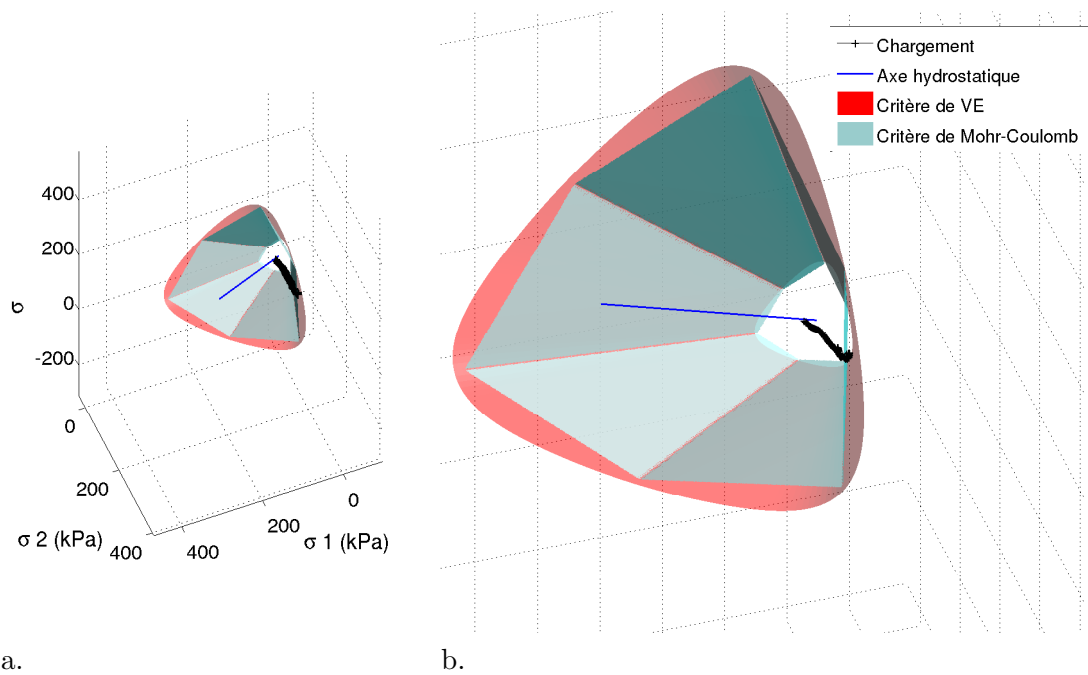 Chargement
Axe hydrostatique
Critère de VE
Critère de Mohr-Coulomb
400
200
0
-200
σ
0
200
400
σ 2 (kPa)
400
200
0
σ 1 (kPa)
a.
b.